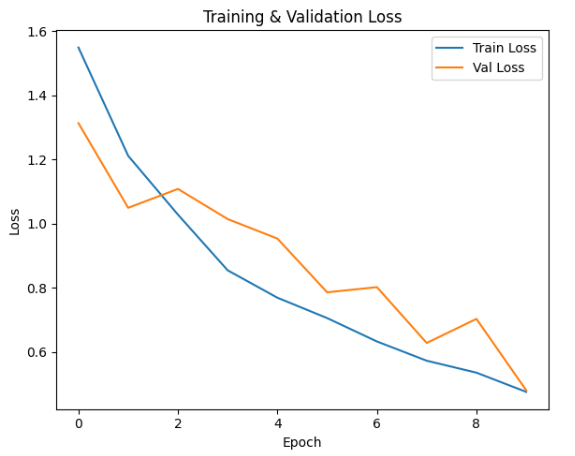 Training & Validation Loss
Train Loss
Val Loss
Loss
1.6
1.4
1.2
1.0
0.8
0.6
0 2 4 6 8
Epoch